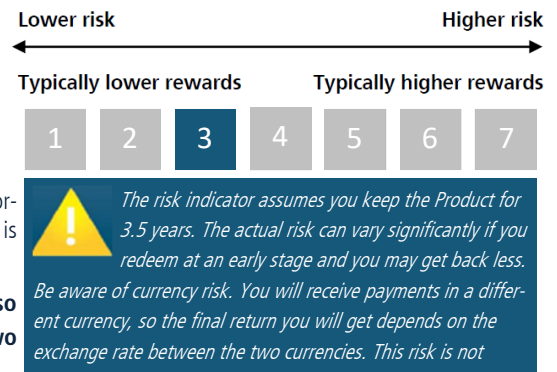 Lower risk Higher risk
Typically lower rewards Typically higher rewards
1 2 3 4 5 6 7
or-
is
so
wo
The risk indicator assumes you keep the Product for
3.5 years. The actual risk can vary significantly if you
redeem at an early stage and you may get back less.
Be aware of currency risk. You will receive payments in a differ-
ent currency, so the final return you will get depends on the
exchange rate between the two currencies. This risk is not